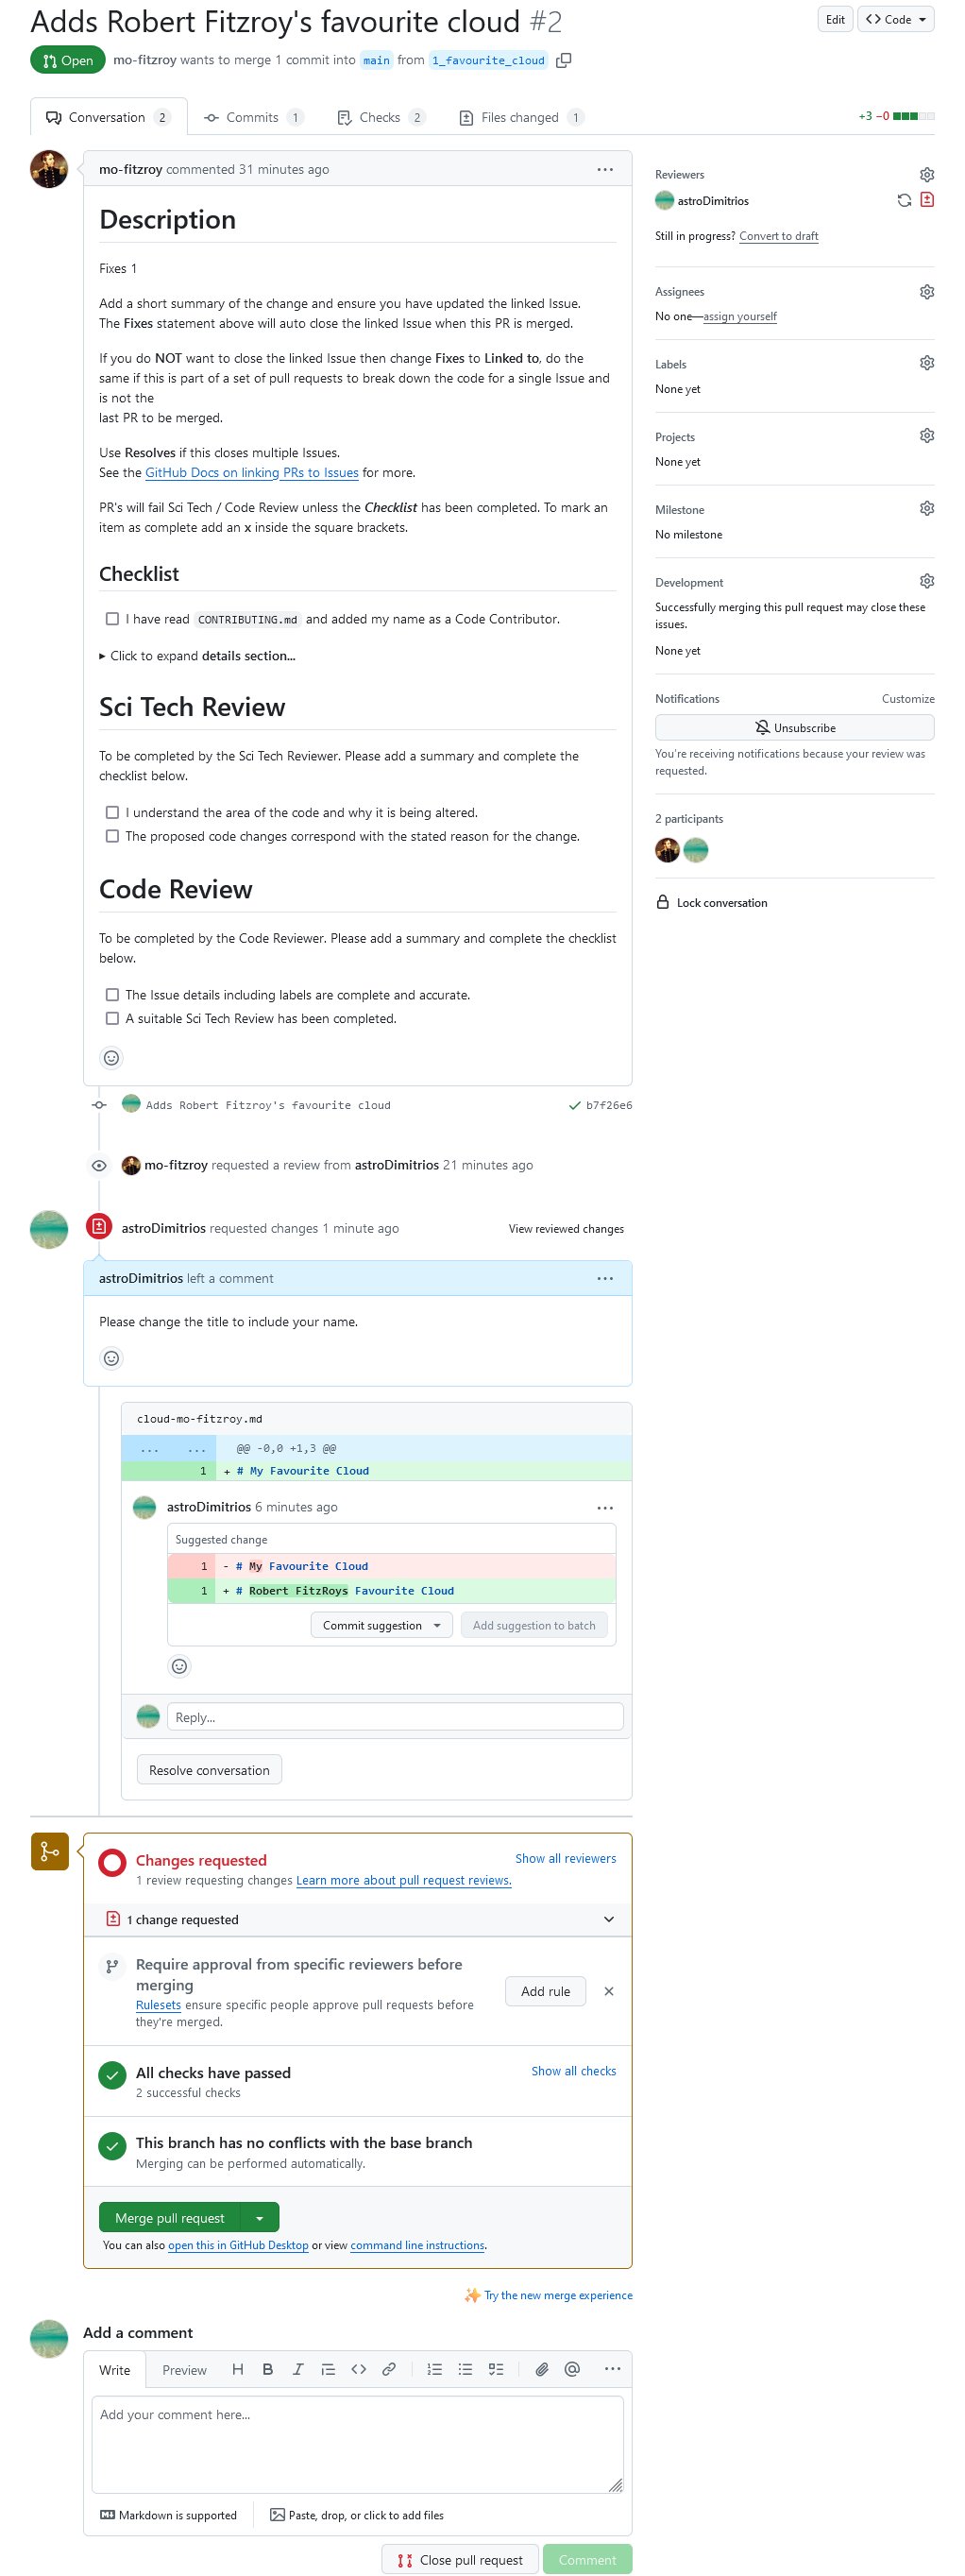 Adds Robert Fitzroy's favourite cloud #2
Edit
Code
Open
mo-fitzroy wants to merge 1 commit into main from 1_favourite_cloud
Conversation 2
Commits 1
Checks 2
Files changed 1
+3 −0
mo-fitzroy commented 31 minutes ago
Description
Fixes 1
Add a short summary of the change and ensure you have updated the linked Issue.
The Fixes statement above will auto close the linked Issue when this PR is merged.
If you do NOT want to close the linked Issue then change Fixes to Linked to, do the
same if this is part of a set of pull requests to break down the code for a single Issue and
is not the
last PR to be merged.
Use Resolves if this closes multiple Issues.
See the GitHub Docs on linking PRs to Issues for more.
PR's will fail Sci Tech / Code Review unless the Checklist has been completed. To mark an
item as complete add an x inside the square brackets.
Checklist
I have read CONTRIBUTING.md and added my name as a Code Contributor.
Click to expand details section...
Sci Tech Review
To be completed by the Sci Tech Reviewer. Please add a summary and complete the
checklist below.
I understand the area of the code and why it is being altered.
The proposed code changes correspond with the stated reason for the change.
Code Review
To be completed by the Code Reviewer. Please add a summary and complete the checklist
below.
The Issue details including labels are complete and accurate.
A suitable Sci Tech Review has been completed.
Reviewers
astroDimitrios
Still in progress? Convert to draft
Assignees
No one—assign yourself
Labels
None yet
Projects
None yet
Milestone
No milestone
Development
Successfully merging this pull request may close these
issues.
None yet
Notifications
Customize
Unsubscribe
You're receiving notifications because your review was
requested.
2 participants
Lock conversation
Adds Robert Fitzroy's favourite cloud
b7f26e6
mo-fitzroy requested a review from astroDimitrios 21 minutes ago
astroDimitrios requested changes 1 minute ago
View reviewed changes
astroDimitrios left a comment
Please change the title to include your name.
cloud-mo-fitzroy.md
... ... @@ -0,0 +1,3 @@
1 + # My Favourite Cloud
astroDimitrios 6 minutes ago
Suggested change
1 - # My Favourite Cloud
1 + # Robert FitzRoys Favourite Cloud
Commit suggestion
Add suggestion to batch
Reply...
Resolve conversation
Changes requested
Show all reviewers
1 review requesting changes Learn more about pull request reviews.
1 change requested
Require approval from specific reviewers before
merging
Rulesets ensure specific people approve pull requests before
they're merged.
Add rule
All checks have passed
Show all checks
2 successful checks
This branch has no conflicts with the base branch
Merging can be performed automatically.
Merge pull request
You can also open this in GitHub Desktop or view command line instructions.
Try the new merge experience
Add a comment
Write
Preview
Add your comment here...
Markdown is supported
Paste, drop, or click to add files
Close pull request
Comment